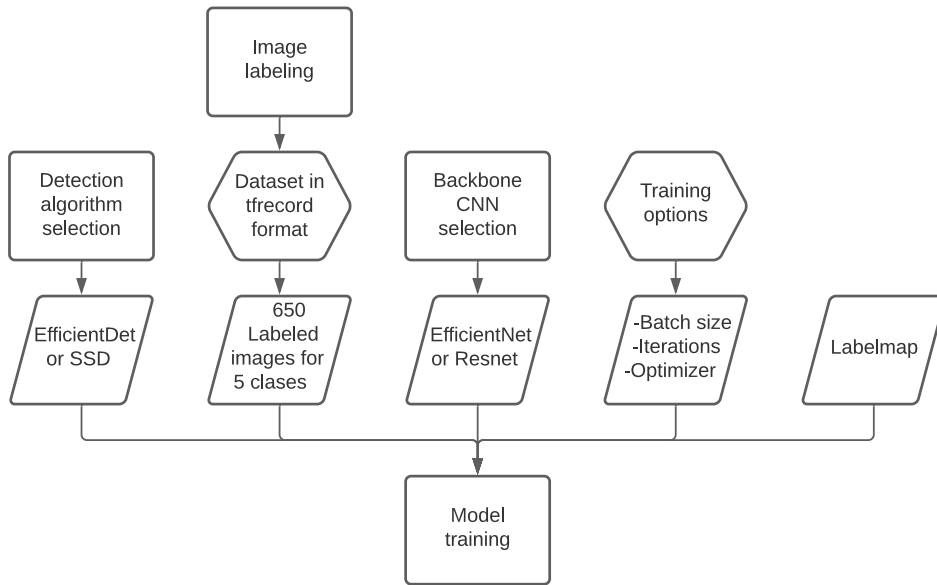 Image
labeling
Detection
algorithm
selection
Dataset in
tfrecord
format
Backbone
CNN
selection
Training
options
EfficientDet
or SSD
650
Labeled
images for
5 clases
EfficientNet
or Resnet
-Batch size
-Iterations
-Optimizer
Labelmap
Model
training